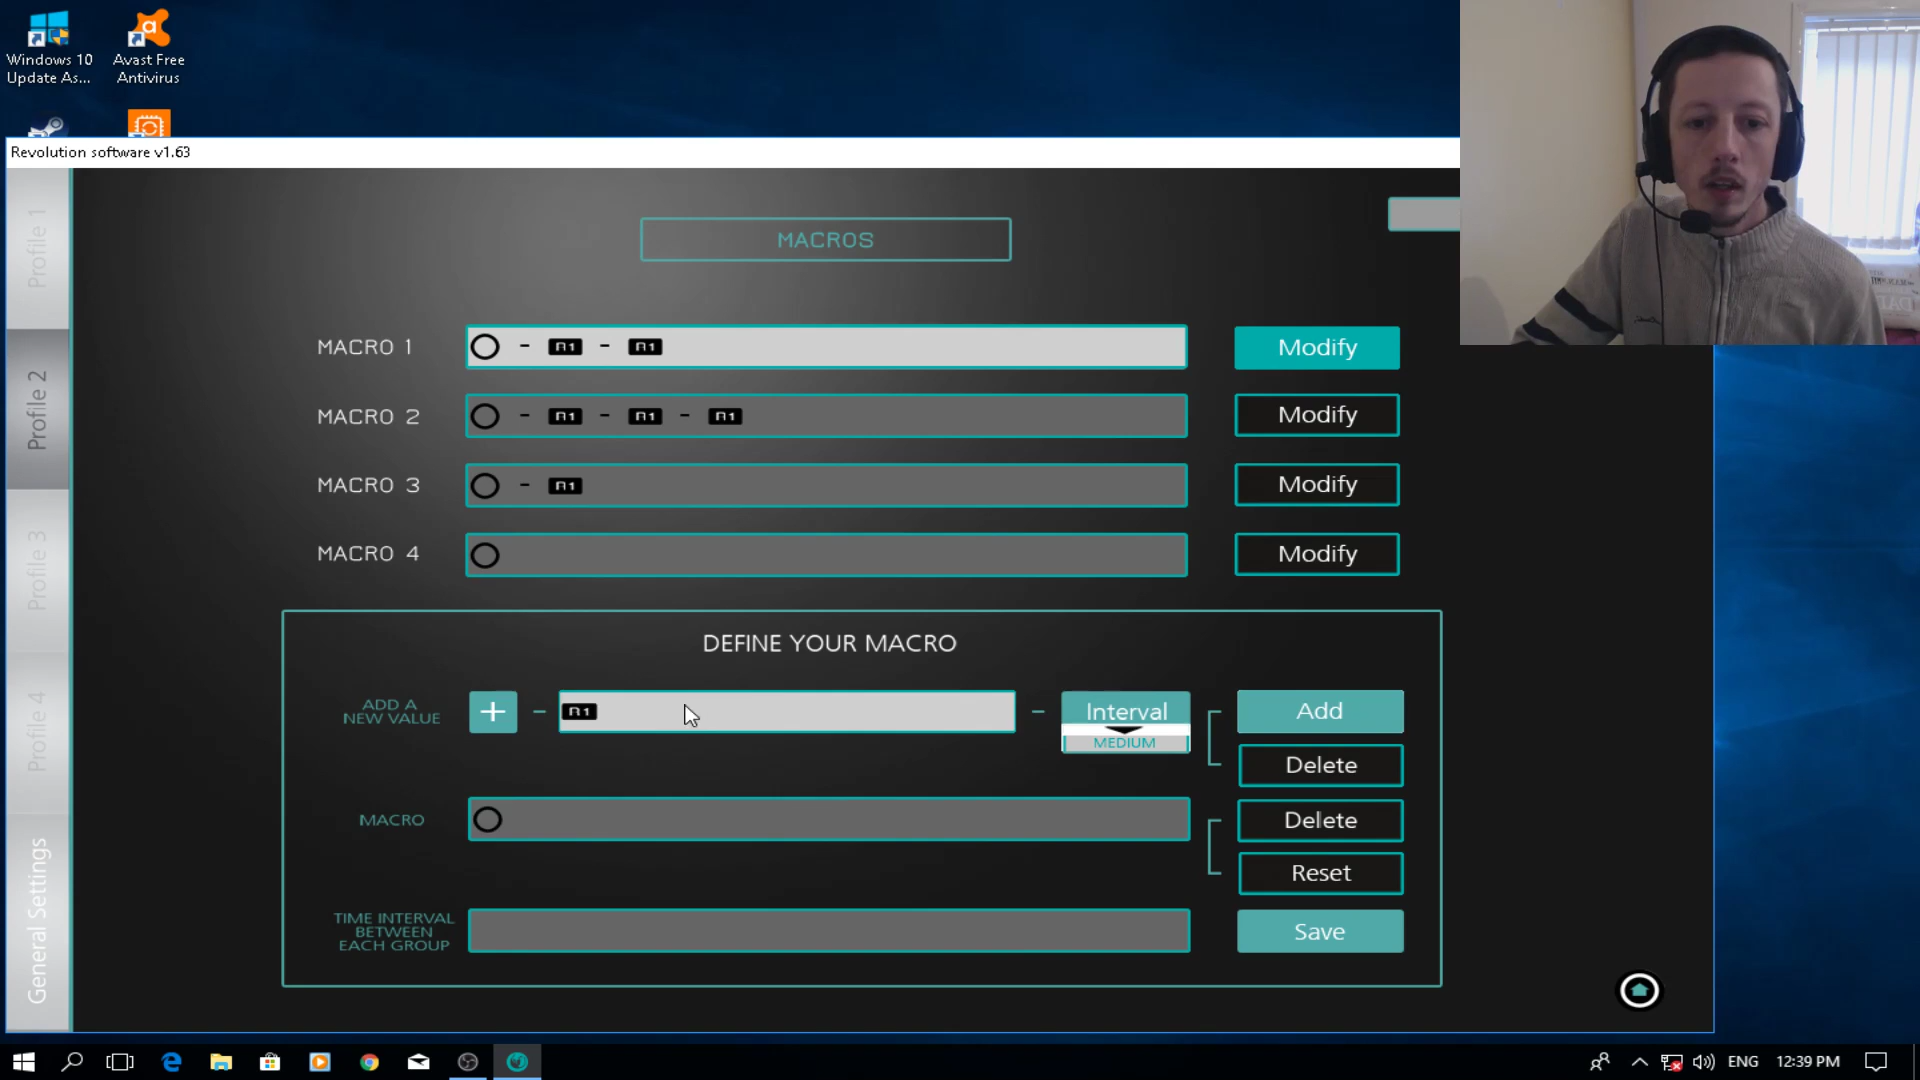 Windows 10
Update As...
Avast Free
Antivirus
Revolution software v1.63
Profile 1
Profile 2
Profile 3
Profile 4
General Settings
MACROS
MACRO 1
- R1 - R1
Modify
MACRO 2
- R1 - R1 - R1
Modify
MACRO 3
- R1
Modify
MACRO 4
Modify
DEFINE YOUR MACRO
ADD A
NEW VALUE
+ - R1 -
Interval
MEDIUM
Add
Delete
MACRO
Delete
Reset
TIME INTERVAL
BETWEEN
EACH GROUP
Save
ENG
12:39 PM